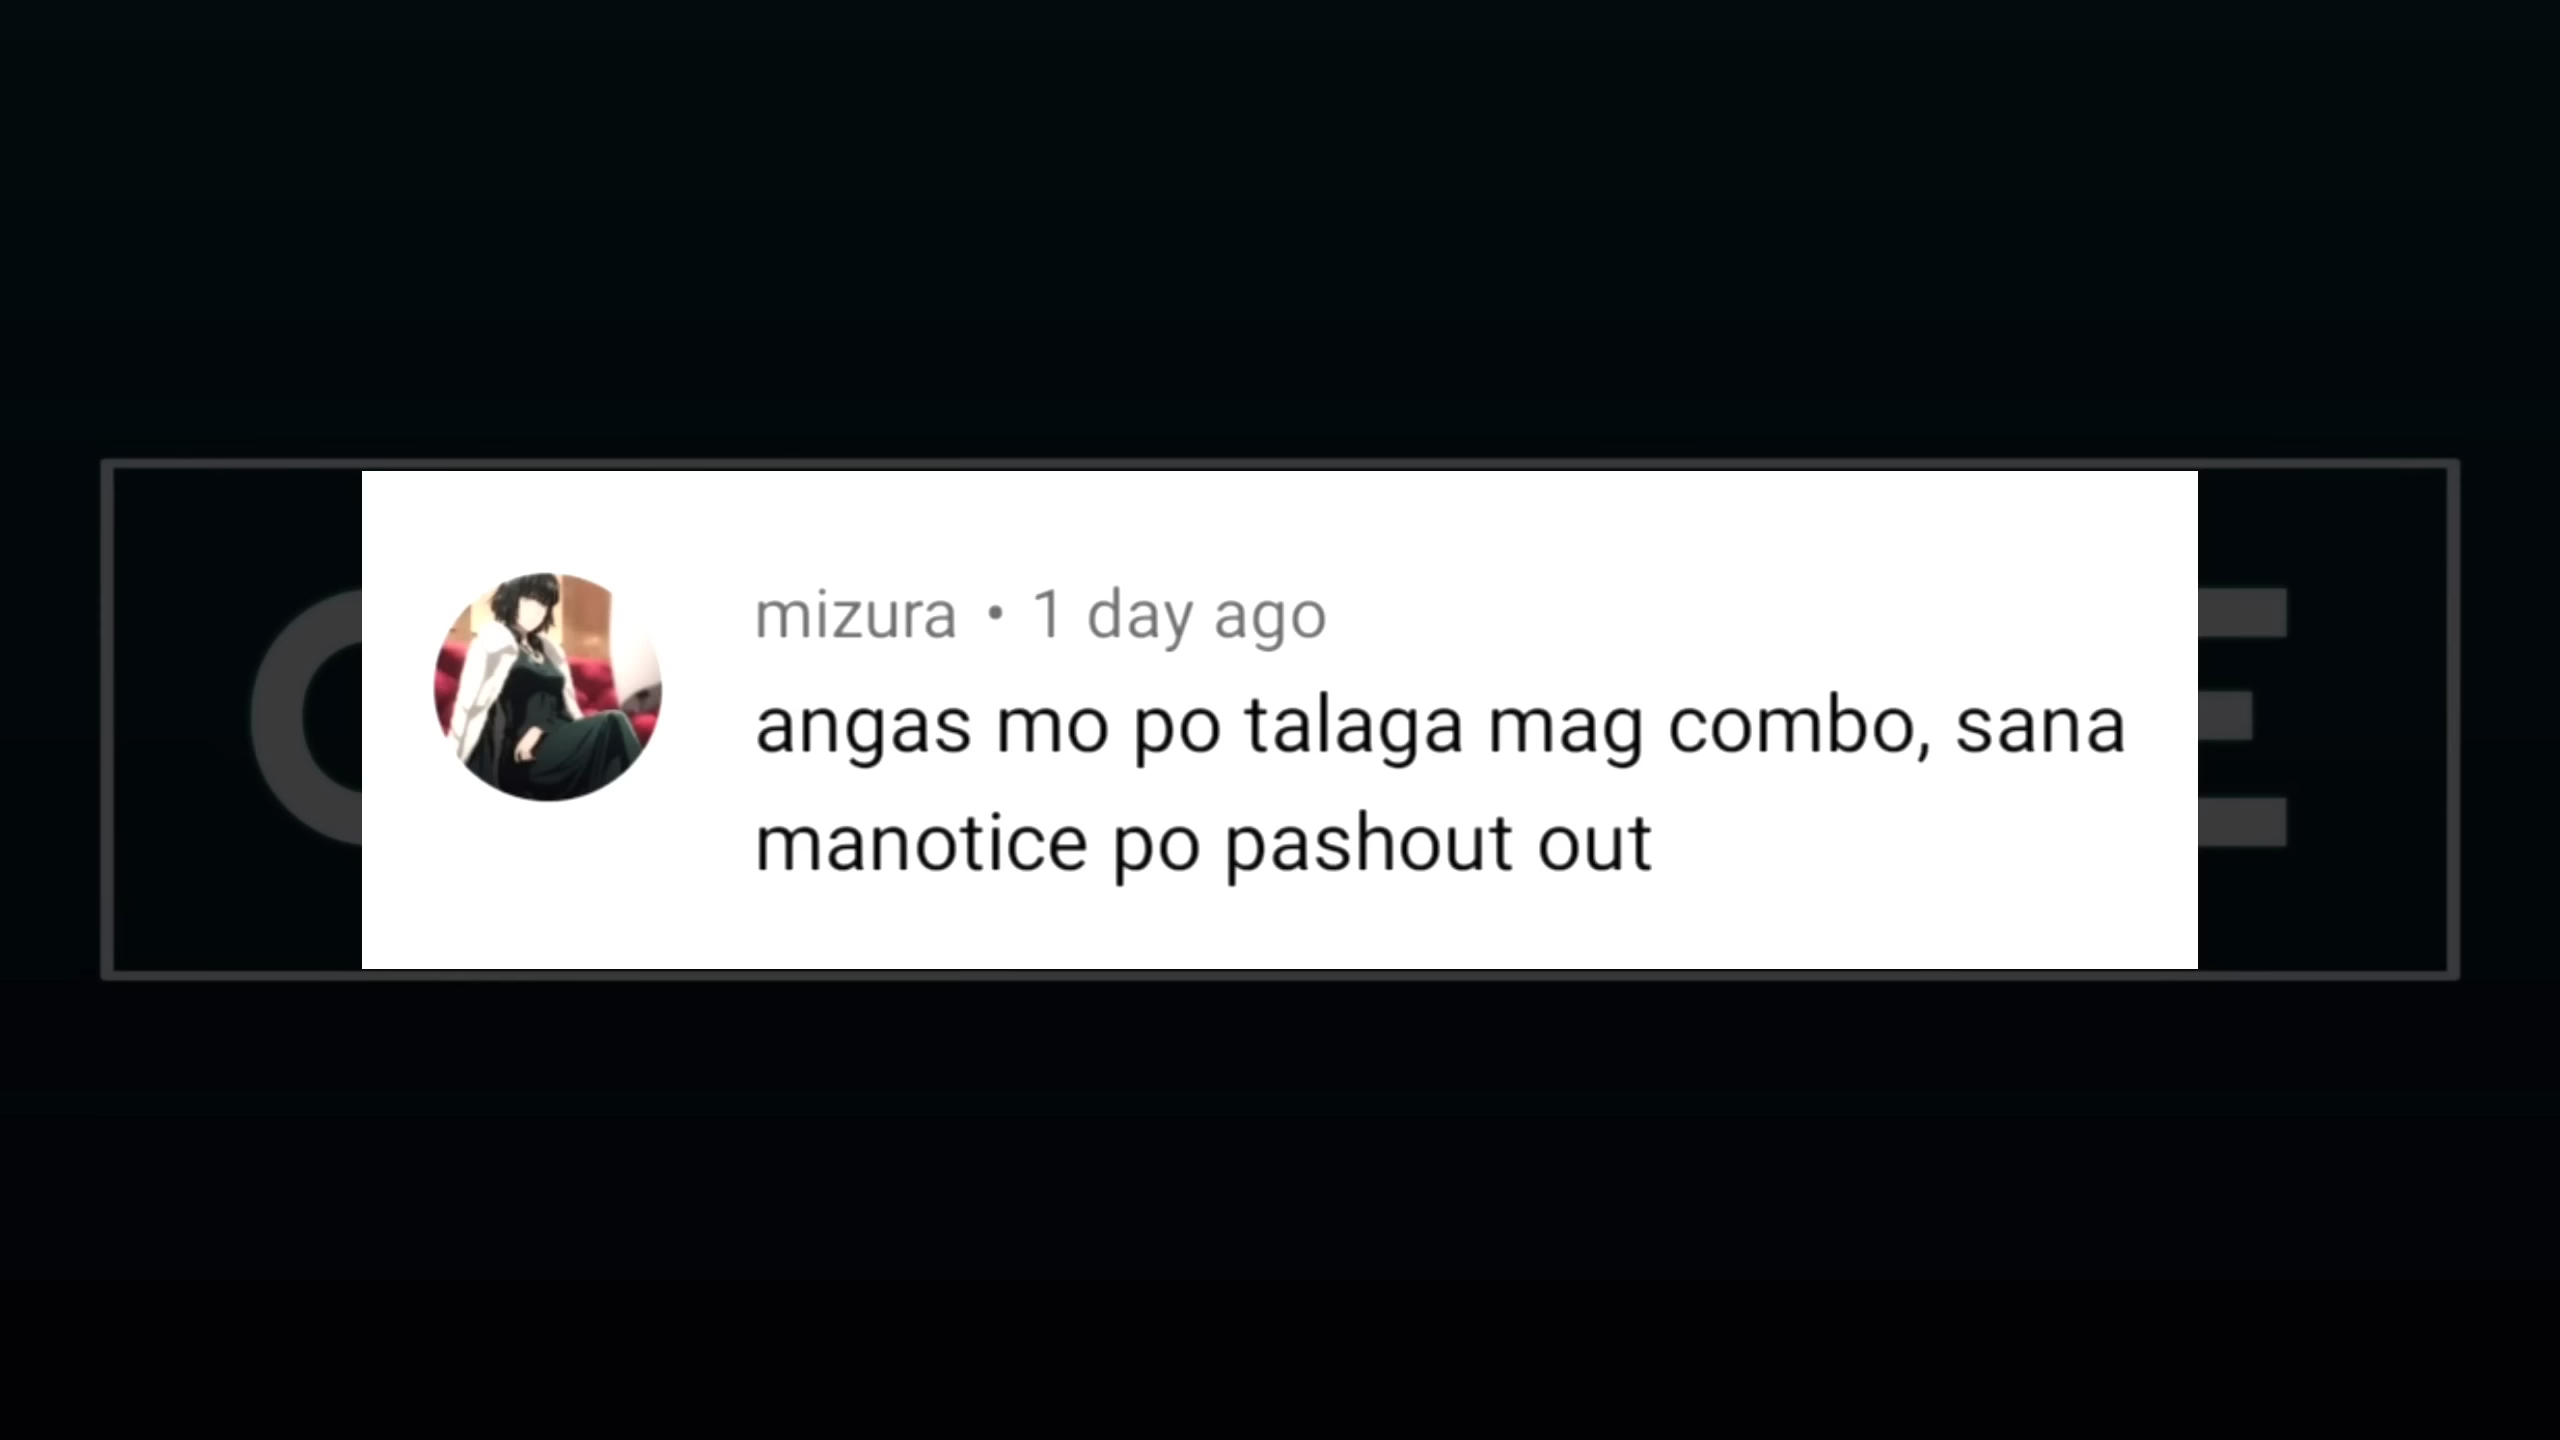 mizura • 1 day ago
angas mo po talaga mag combo, sana
manotice po pashout out